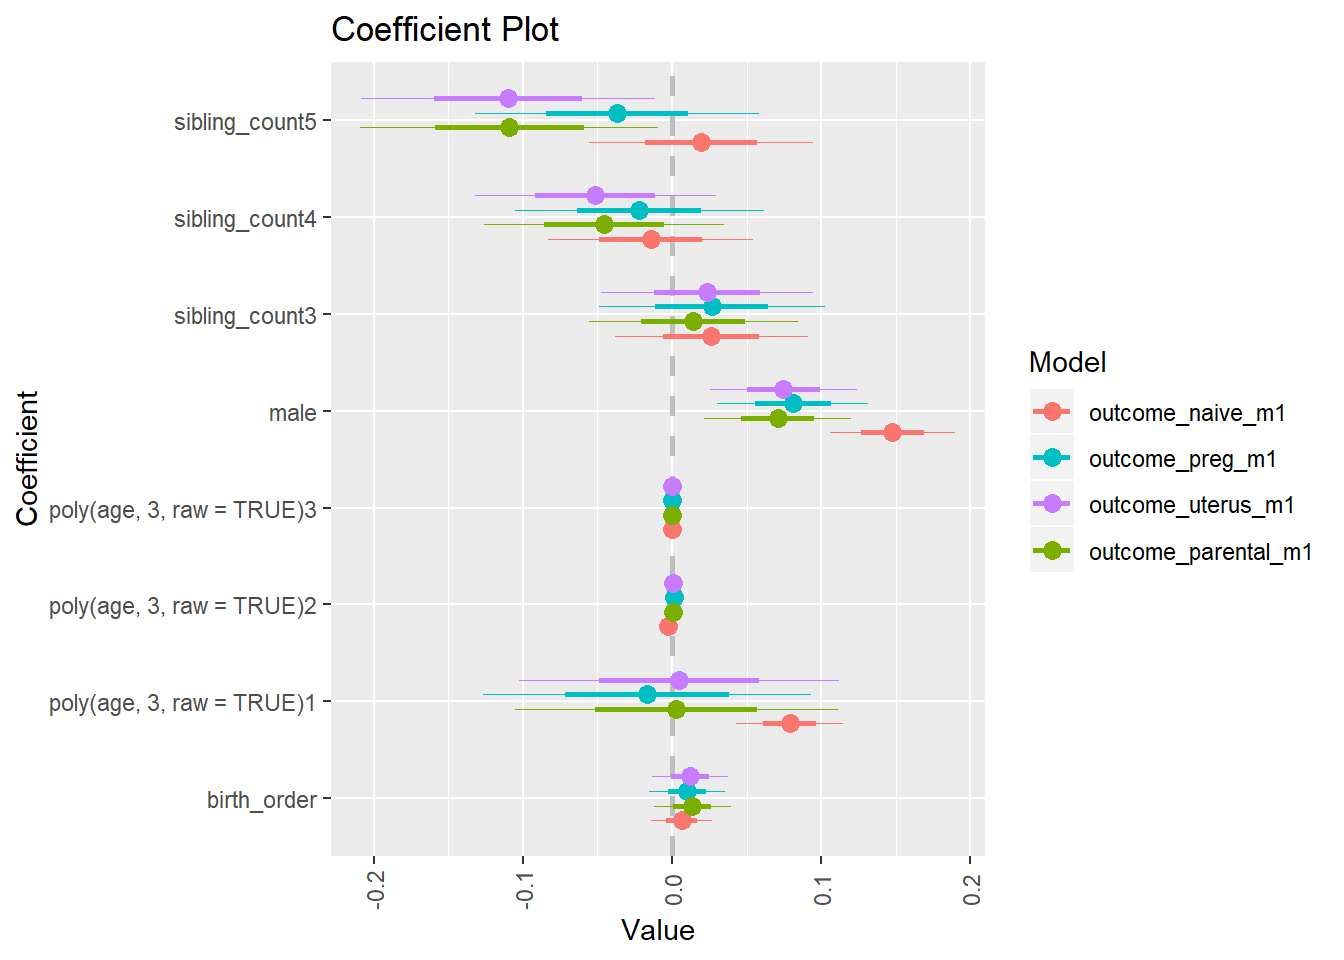 Coefficient Plot
Coefficient
sibling_count5
sibling_count4
sibling_count3
male
poly(age, 3, raw = TRUE)3
poly(age, 3, raw = TRUE)2
poly(age, 3, raw = TRUE)1
birth_order
-0.2
-0.1
0.0
0.1
0.2
Value
Model
outcome_naive_m1
outcome_preg_m1
outcome_uterus_m1
outcome_parental_m1